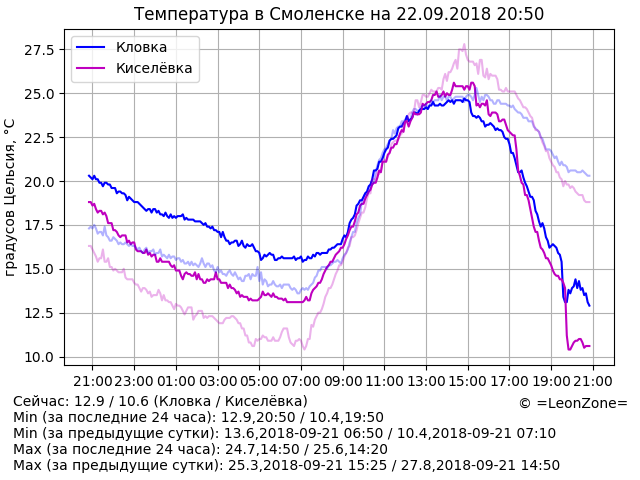 Температура в Смоленске на 22.09.2018 20:50
Кловка
Киселёвка
градусов Цельсия, °C
27.5
25.0
22.5
20.0
17.5
15.0
12.5
10.0
21:00 23:00 01:00 03:00 05:00 07:00 09:00 11:00 13:00 15:00 17:00 19:00 21:00
Сейчас: 12.9 / 10.6 (Кловка / Киселёвка)
© =LeonZone=
Min (за последние 24 часа): 12.9,20:50 / 10.4,19:50
Min (за предыдущие сутки): 13.6,2018-09-21 06:50 / 10.4,2018-09-21 07:10
Max (за последние 24 часа): 24.7,14:50 / 25.6,14:20
Max (за предыдущие сутки): 25.3,2018-09-21 15:25 / 27.8,2018-09-21 14:50